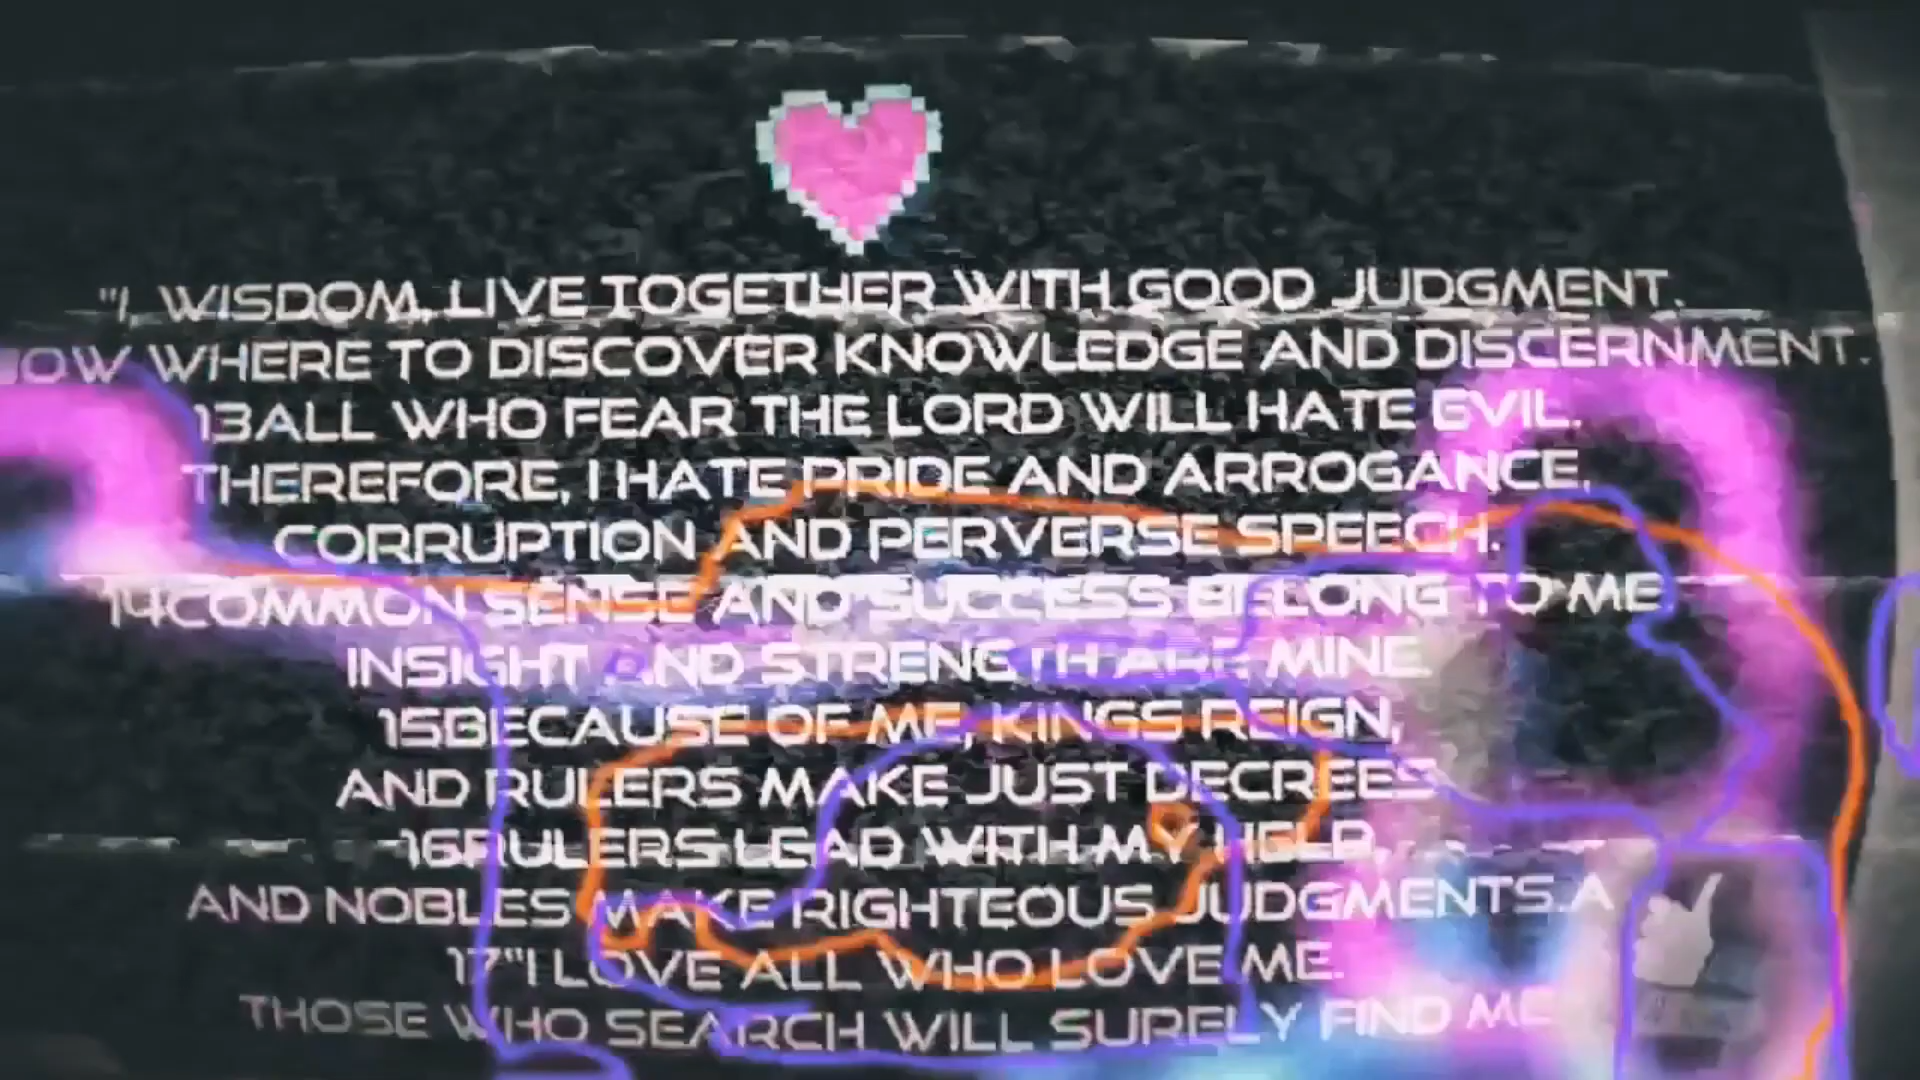 "I, WISDOM, LIVE TOGETHER WITH GOOD JUDGMENT.
OW WHERE TO DISCOVER KNOWLEDGE AND DISCERNMENT.
13ALL WHO FEAR THE LORD WILL HATE EVIL.
THEREFORE, I HATE PRIDE AND ARROGANCE,
CORRUPTION AND PERVERSE SPEECH.
14COMMON SENSE AND SUCCESS BELONG TO ME
INSIGHT AND STRENGTH ARE MINE.
15BECAUSE OF ME, KINGS REIGN,
AND RULERS MAKE JUST DECREES
16RULERS LEAD WITH MY HELP,
AND NOBLES MAKE RIGHTEOUS JUDGMENTS.A
17"I LOVE ALL WHO LOVE ME.
THOSE WHO SEARCH WILL SURELY FIND ME